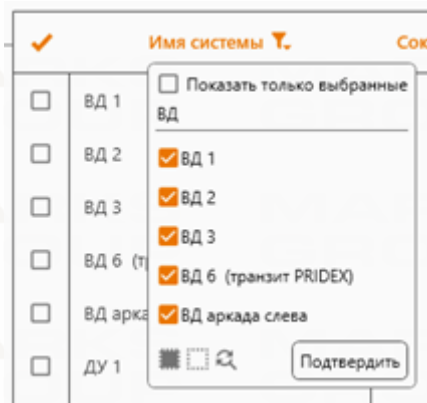 Имя системы
Сок
Показать только выбранные
ВД
ВД 1
ВД 2
ВД 3
ВД 6 (т
ВД арка
ДУ 1
ВД 1
ВД 2
ВД 3
ВД 6 (транзит PRIDEX)
ВД аркада слева
Подтвердить